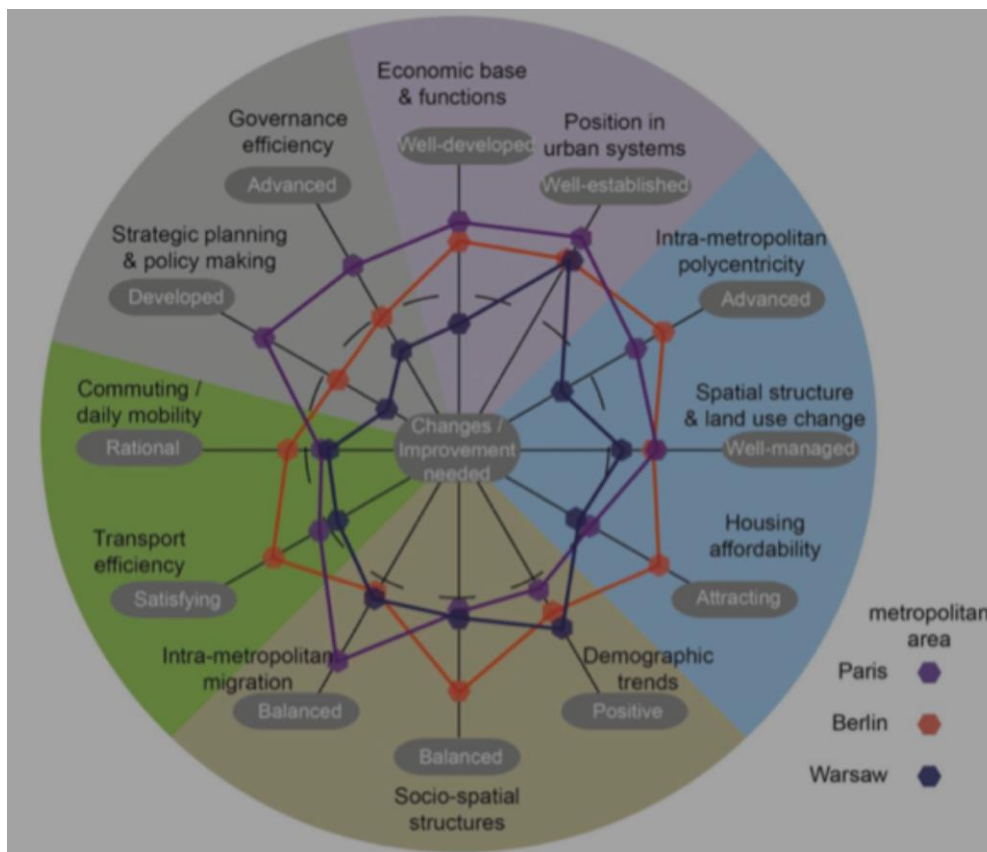 Economic base
& functions
Well-developed
Position in
urban systems
Well-established
Governance
efficiency
Advanced
Intra-metropolitan
polycentricity
Advanced
Strategic planning
& policy making
Developed
Commuting /
daily mobility
Rational
Changes /
Improvement
needed
Spatial structure
& land use change
Well-managed
Transport
efficiency
Satisfying
Housing
affordability
Attracting
Intra-metropolitan
migration
Balanced
Demographic
trends
Positive
Balanced
Socio-spatial
structures
metropolitan
area
Paris
Berlin
Warsaw